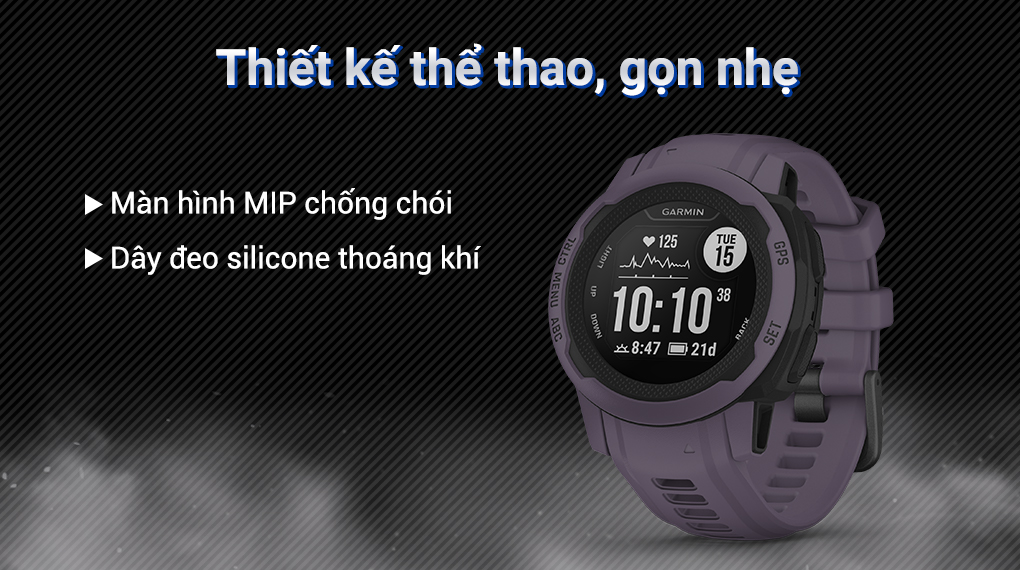 Thiết kế thể thao, gọn nhẹ
▶ Màn hình MIP chống chói
▶ Dây đeo silicone thoáng khí
GARMIN
LIGHT
CTRL
MENU
ABC
UP
DOWN
GPS
SET
BACK
125
TUE
15
10:10 38
8:47 21d